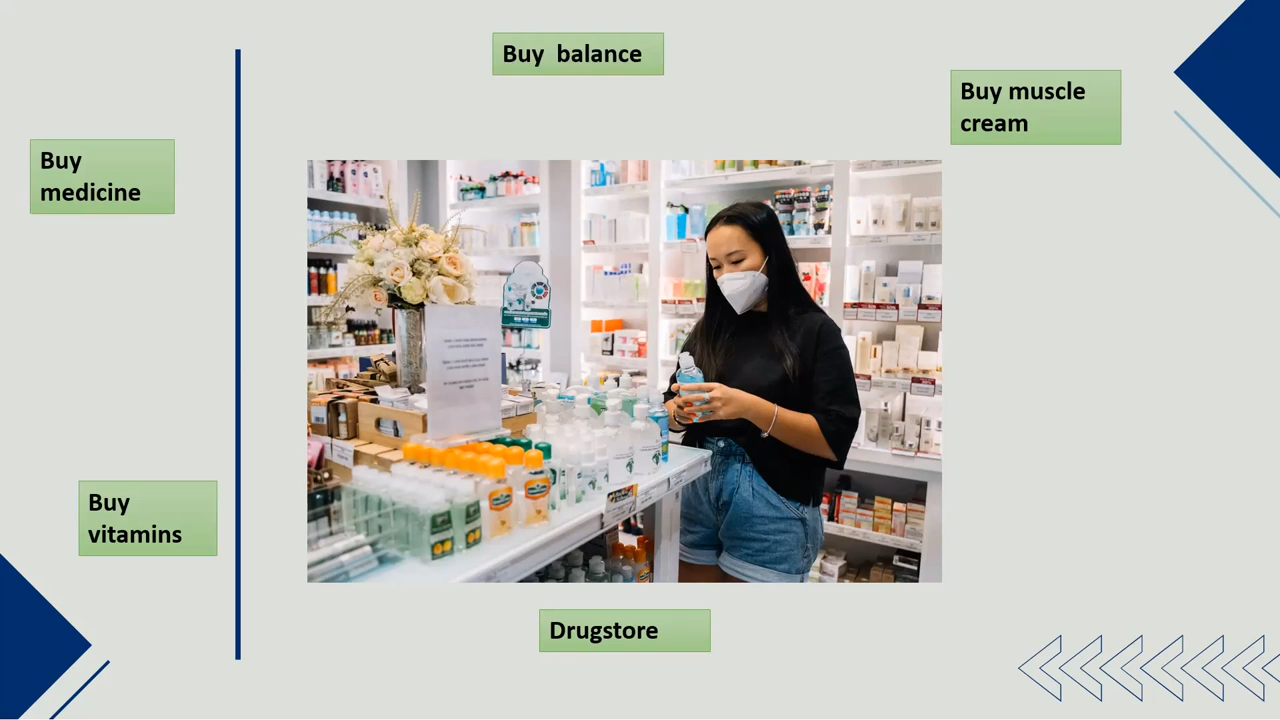 Buy  balance
Buy muscle
cream
Buy
medicine
Buy
vitamins
Drugstore